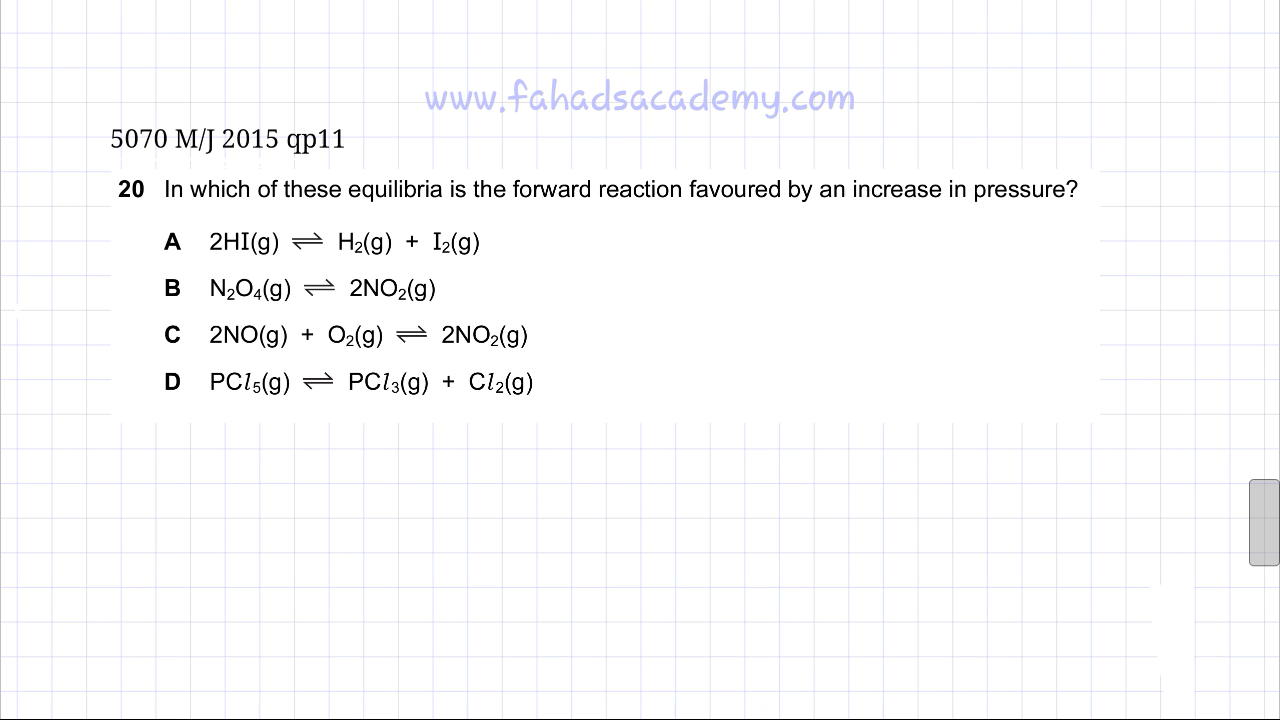 www.fahadsacademy.com
5070 M/J 2015 qp11
20 In which of these equilibria is the forward reaction favoured by an increase in pressure?
A 2HI(g) ⇌ H₂(g) + I₂(g)
B N₂O₄(g) ⇌ 2NO₂(g)
C 2NO(g) + O₂(g) ⇌ 2NO₂(g)
D PCl₅(g) ⇌ PCl₃(g) + Cl₂(g)